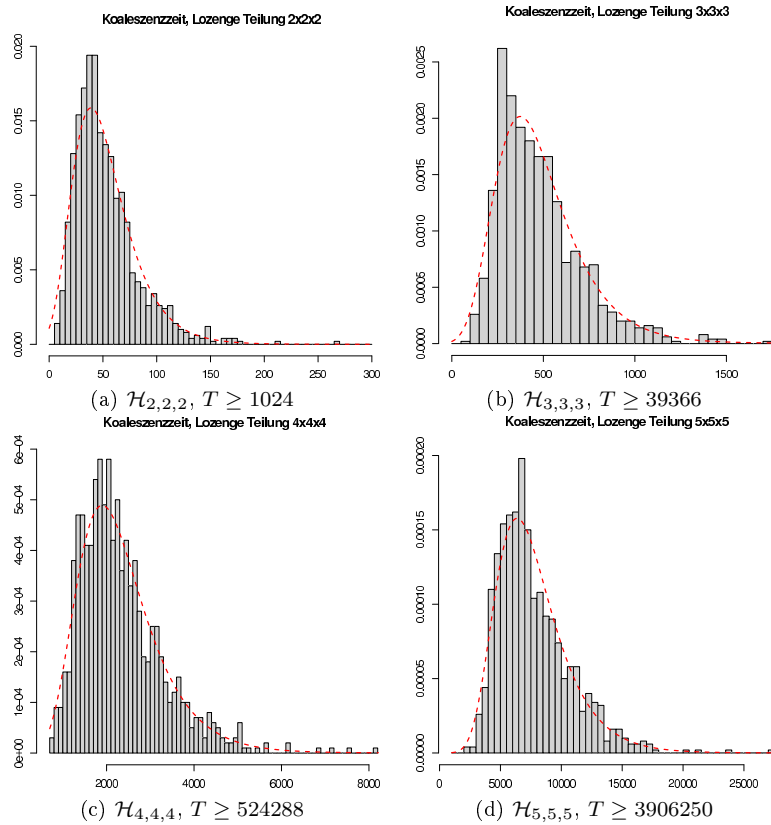 Koaleszenzzeit, Lozenge Teilung 2x2x2
0.000 0.005 0.010 0.015 0.020
0 50 100 150 200 250 300
(a) ℋ2,2,2, T ≥ 1024
Koaleszenzzeit, Lozenge Teilung 3x3x3
0.0000 0.0005 0.0010 0.0015 0.0020 0.0025
0 500 1000 1500
(b) ℋ3,3,3, T ≥ 39366
Koaleszenzzeit, Lozenge Teilung 4x4x4
0e+00 1e-04 2e-04 3e-04 4e-04 5e-04 6e-04
2000 4000 6000 8000
(c) ℋ4,4,4, T ≥ 524288
Koaleszenzzeit, Lozenge Teilung 5x5x5
0.00000 0.00005 0.00010 0.00015 0.00020
0 5000 10000 15000 20000 25000
(d) ℋ5,5,5, T ≥ 3906250